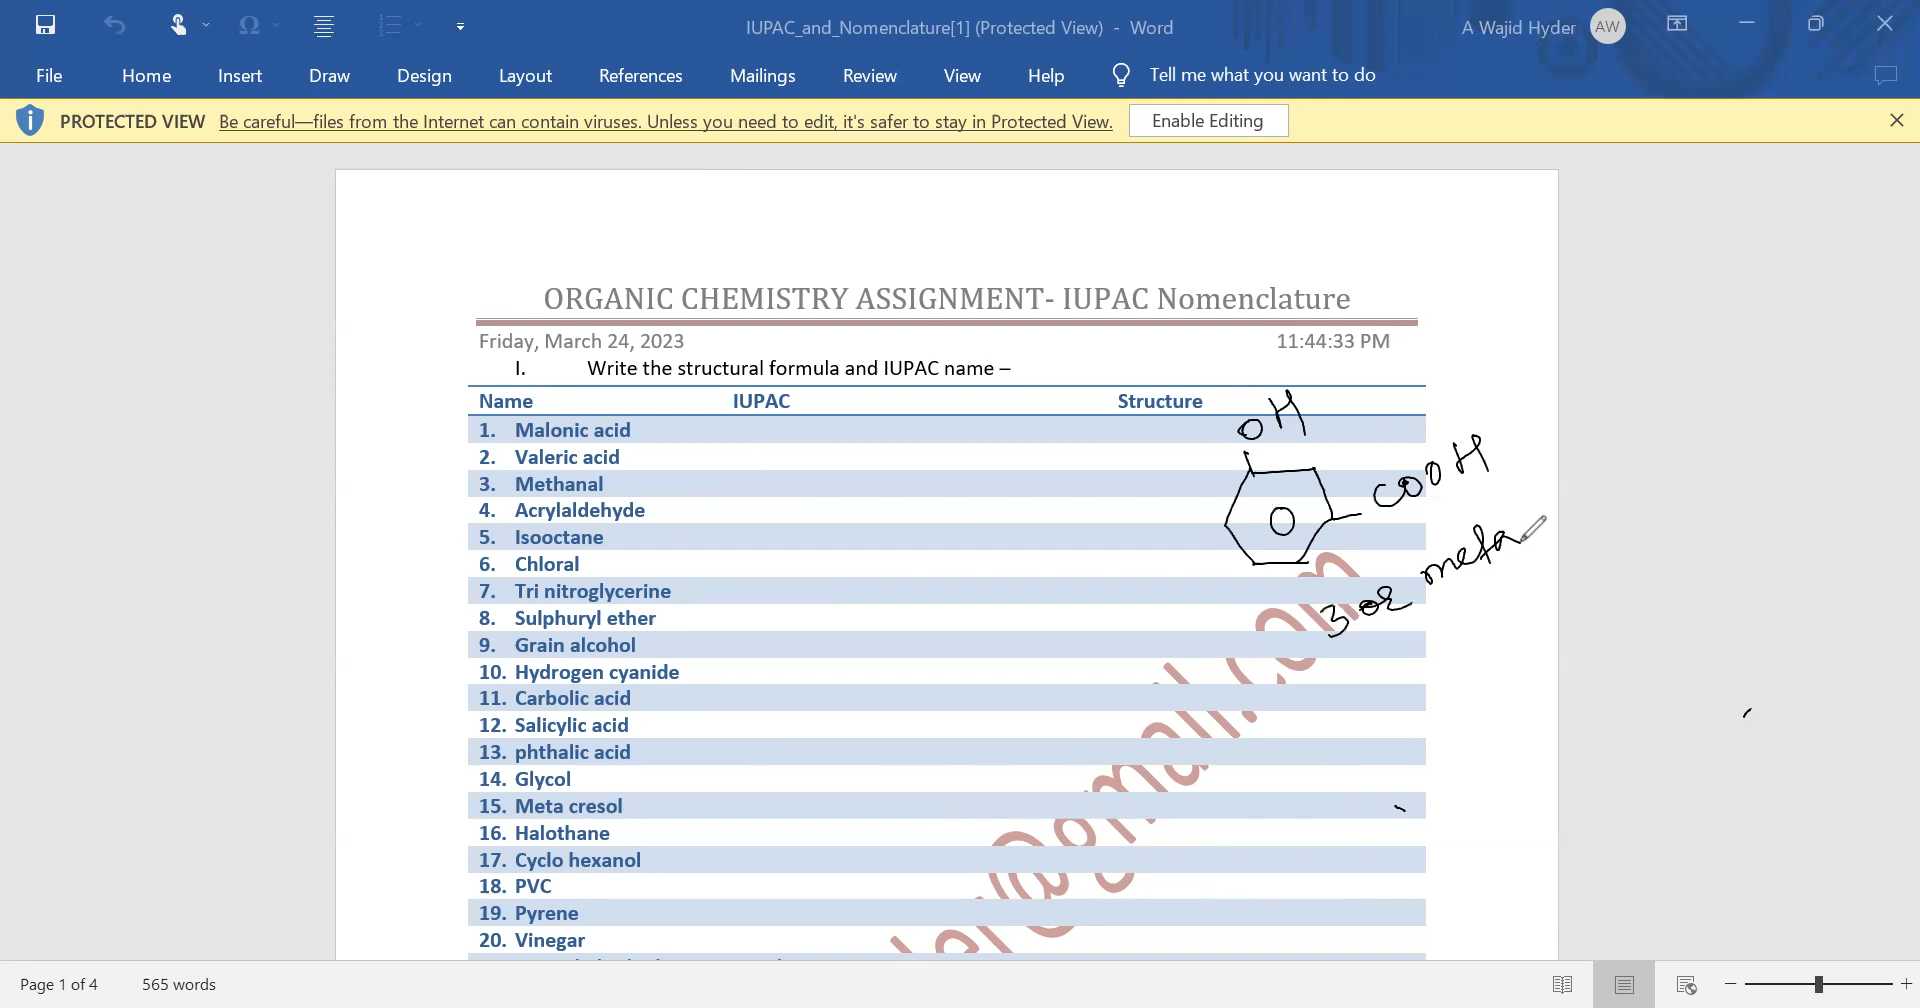 IUPAC_and_Nomenclature[1] (Protected View) - Word
A Wajid Hyder AW
File Home Insert Draw Design Layout References Mailings Review View Help Tell me what you want to do
PROTECTED VIEW Be careful—files from the Internet can contain viruses. Unless you need to edit, it's safer to stay in Protected View. Enable Editing
ORGANIC CHEMISTRY ASSIGNMENT- IUPAC Nomenclature
Friday, March 24, 2023 11:44:33 PM
I. Write the structural formula and IUPAC name –
Name IUPAC Structure
OH
1. Malonic acid
2. Valeric acid
COOH
3. Methanal
4. Acrylaldehyde
5. Isooctane
6. Chloral
3 or meta
7. Tri nitroglycerine
8. Sulphuryl ether
9. Grain alcohol
10. Hydrogen cyanide
11. Carbolic acid
12. Salicylic acid
13. phthalic acid
14. Glycol
15. Meta cresol
16. Halothane
17. Cyclo hexanol
18. PVC
19. Pyrene
20. Vinegar
@gmail.com
Page 1 of 4 565 words